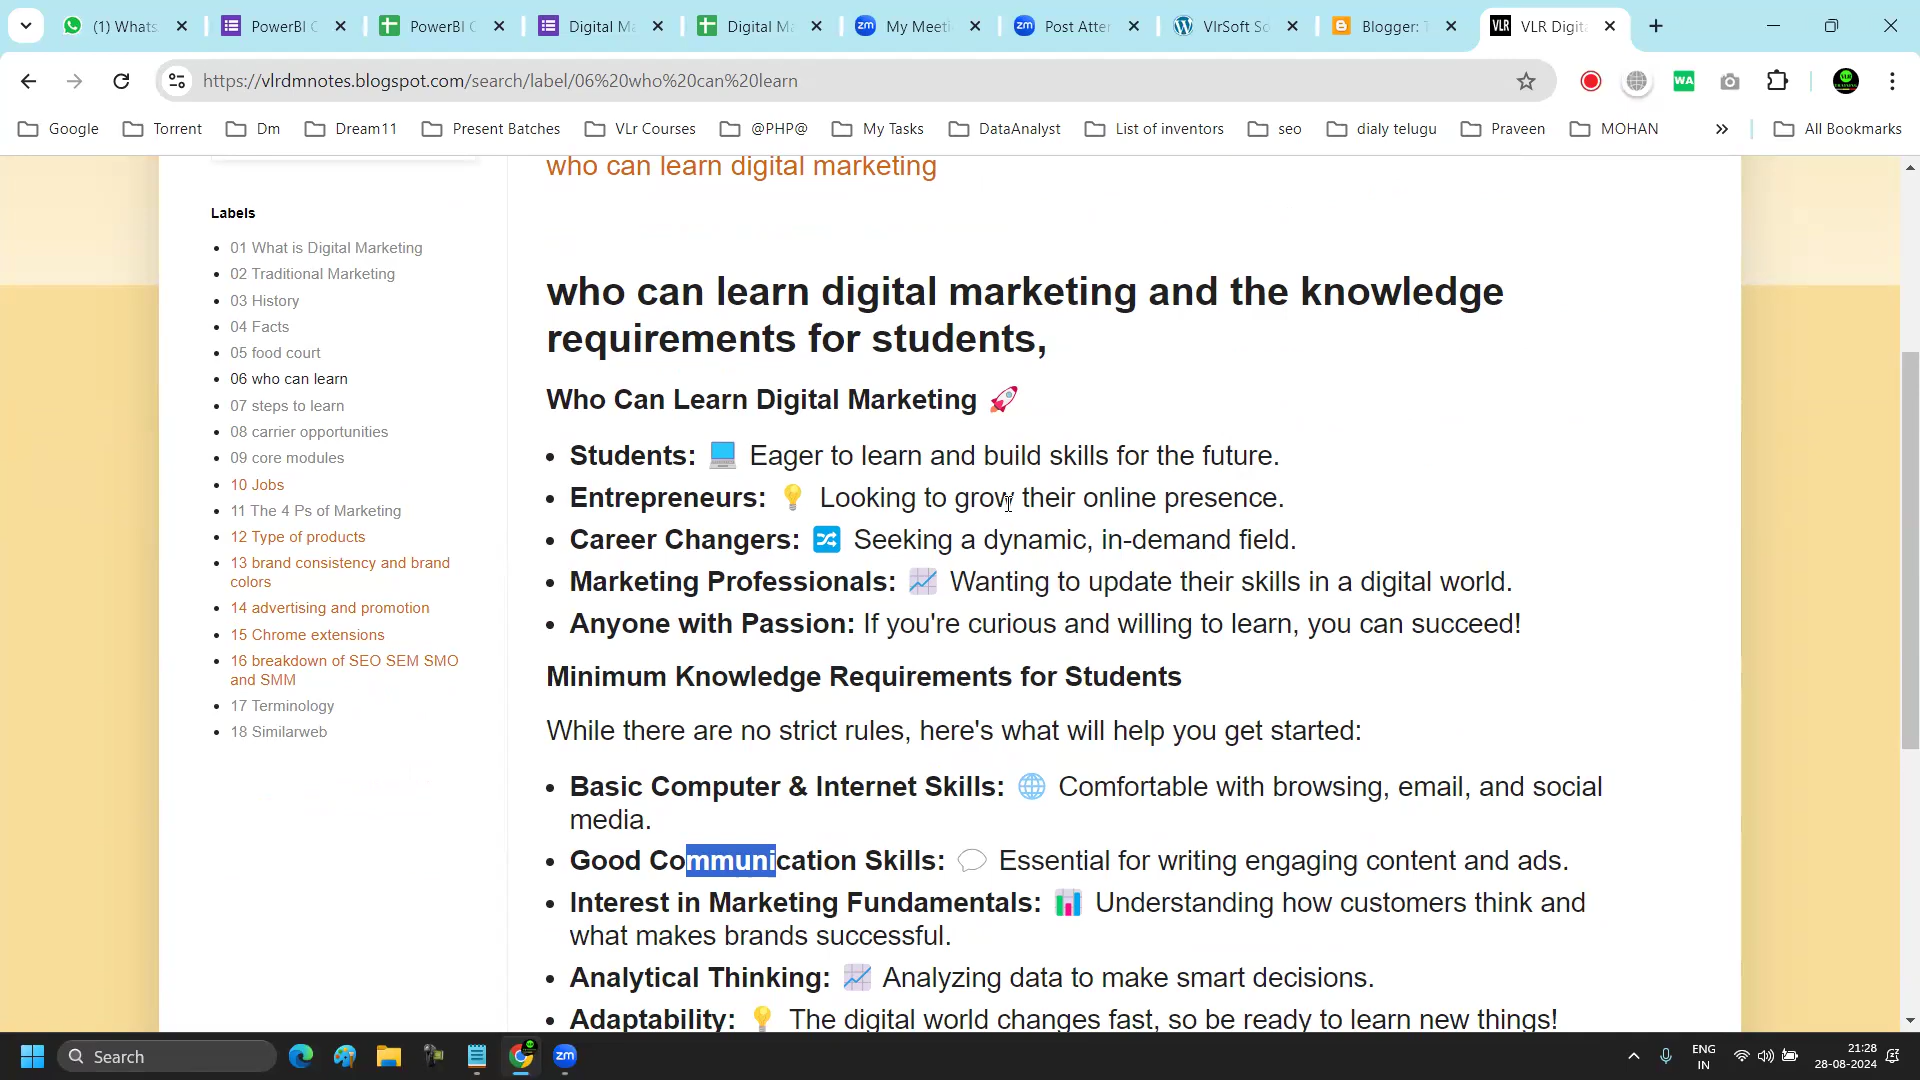 (1) Whats.
PowerBI C
PowerBI C
Digital Ma
Digital Ma
My Meeti
Post Atter
VlrSoft So
Blogger: T
VLR Digita
https://vlrdmnotes.blogspot.com/search/label/06%20who%20can%20learn
Google
Torrent
Dm
Dream11
Present Batches
VLr Courses
@PHP@
My Tasks
DataAnalyst
List of inventors
seo
dialy telugu
Praveen
MOHAN
»
All Bookmarks
Labels
01 What is Digital Marketing
02 Traditional Marketing
03 History
04 Facts
05 food court
06 who can learn
07 steps to learn
08 carrier opportunities
09 core modules
10 Jobs
11 The 4 Ps of Marketing
12 Type of products
13 brand consistency and brand
colors
14 advertising and promotion
15 Chrome extensions
16 breakdown of SEO SEM SMO
and SMM
17 Terminology
18 Similarweb
who can learn digital marketing
who can learn digital marketing and the knowledge
requirements for students,
Who Can Learn Digital Marketing 🚀
• Students: 💻 Eager to learn and build skills for the future.
• Entrepreneurs: 💡 Looking to grow their online presence.
• Career Changers: 🔀 Seeking a dynamic, in-demand field.
• Marketing Professionals: 📈 Wanting to update their skills in a digital world.
• Anyone with Passion: If you're curious and willing to learn, you can succeed!
Minimum Knowledge Requirements for Students
While there are no strict rules, here's what will help you get started:
• Basic Computer & Internet Skills: 🌐 Comfortable with browsing, email, and social
media.
• Good Communication Skills: 💬 Essential for writing engaging content and ads.
• Interest in Marketing Fundamentals: 📊 Understanding how customers think and
what makes brands successful.
• Analytical Thinking: 📈 Analyzing data to make smart decisions.
• Adaptability: 💡 The digital world changes fast, so be ready to learn new things!
Search
ENG
IN
21:28
28-08-2024